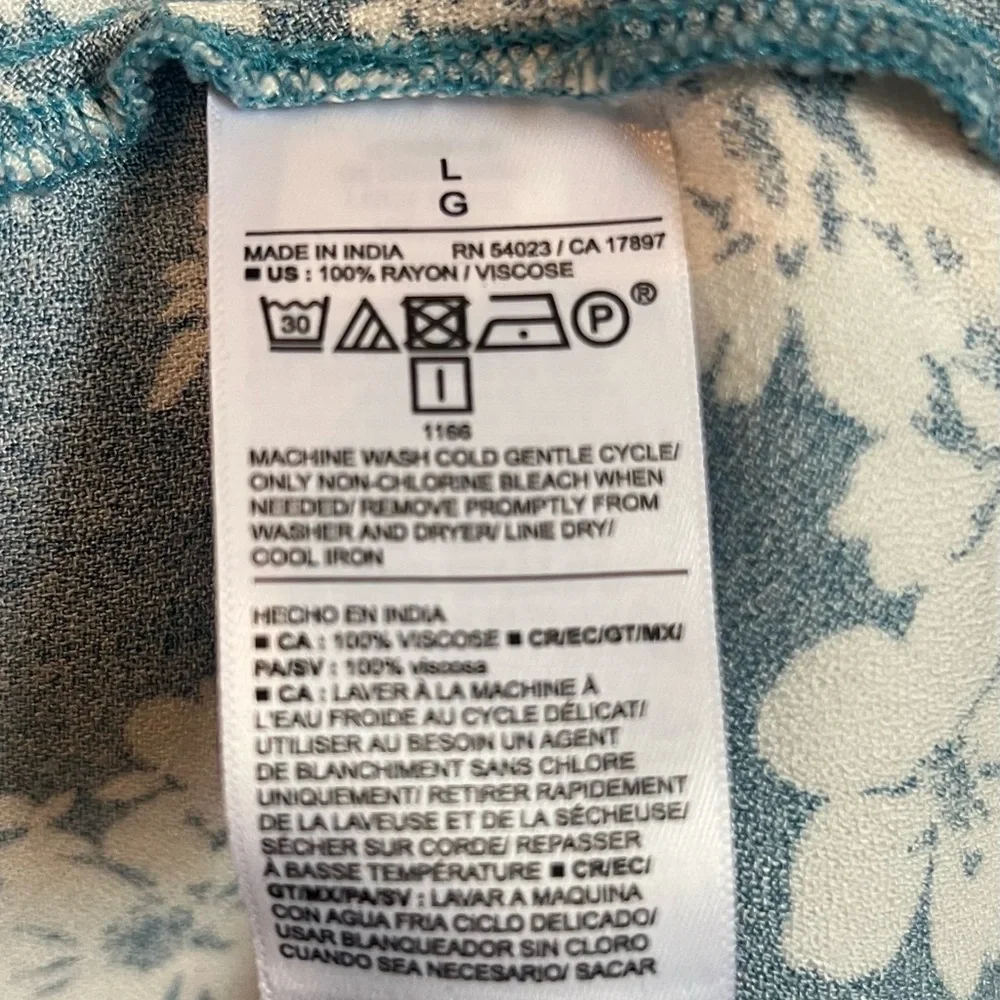 L
G
MADE IN INDIA RN 54023 / CA 17897
■ US : 100% RAYON / VISCOSE
30 P ®
I
1166
MACHINE WASH COLD GENTLE CYCLE/
ONLY NON-CHLORINE BLEACH WHEN
NEEDED/ REMOVE PROMPTLY FROM
WASHER AND DRYER/ LINE DRY/
COOL IRON
HECHO EN INDIA
■ CA : 100% VISCOSE ■ CR/EC/GT/MX/
PA/SV : 100% viscosa
■ CA : LAVER À LA MACHINE À
L'EAU FROIDE AU CYCLE DÉLICAT/
UTILISER AU BESOIN UN AGENT
DE BLANCHIMENT SANS CHLORE
UNIQUEMENT/ RETIRER RAPIDEMENT
DE LA LAVEUSE ET DE LA SÉCHEUSE/
SÉCHER SUR CORDE/ REPASSER
À BASSE TEMPÉRATURE ■ CR/EC/
GT/MX/PA/SV : LAVAR A MAQUINA
CON AGUA FRIA CICLO DELICADO/
USAR BLANQUEADOR SIN CLORO
CUANDO SEA NECESARIO/ SACAR